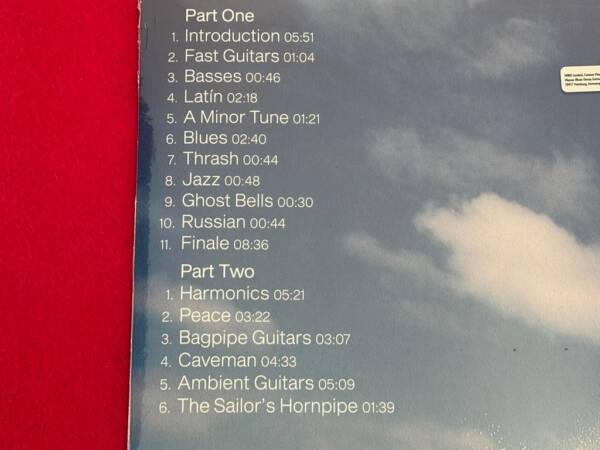 Part One
1. Introduction 05:51
2. Fast Guitars 01:04
3. Basses 00:46
4. Latín 02:18
5. A Minor Tune 01:21
6. Blues 02:40
7. Thrash 00:44
8. Jazz 00:48
9. Ghost Bells 00:30
10. Russian 00:44
11. Finale 08:36
Part Two
1. Harmonics 05:21
2. Peace 03:22
3. Bagpipe Guitars 03:07
4. Caveman 04:33
5. Ambient Guitars 05:09
6. The Sailor's Hornpipe 01:39